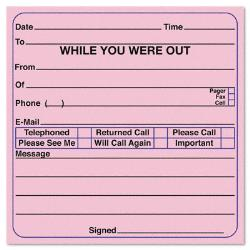 Date Time
To
WHILE YOU WERE OUT
From
Of
Pager
Fax
Phone ( ) Cell
E-Mail
Telephoned Returned Call Please Call
Please See Me Will Call Again Important
Message
Signed